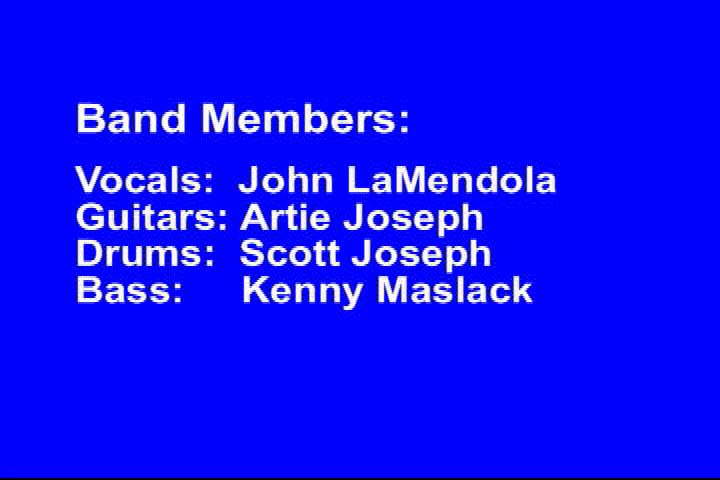 Band Members:
Vocals: John LaMendola
Guitars: Artie Joseph
Drums: Scott Joseph
Bass: Kenny Maslack